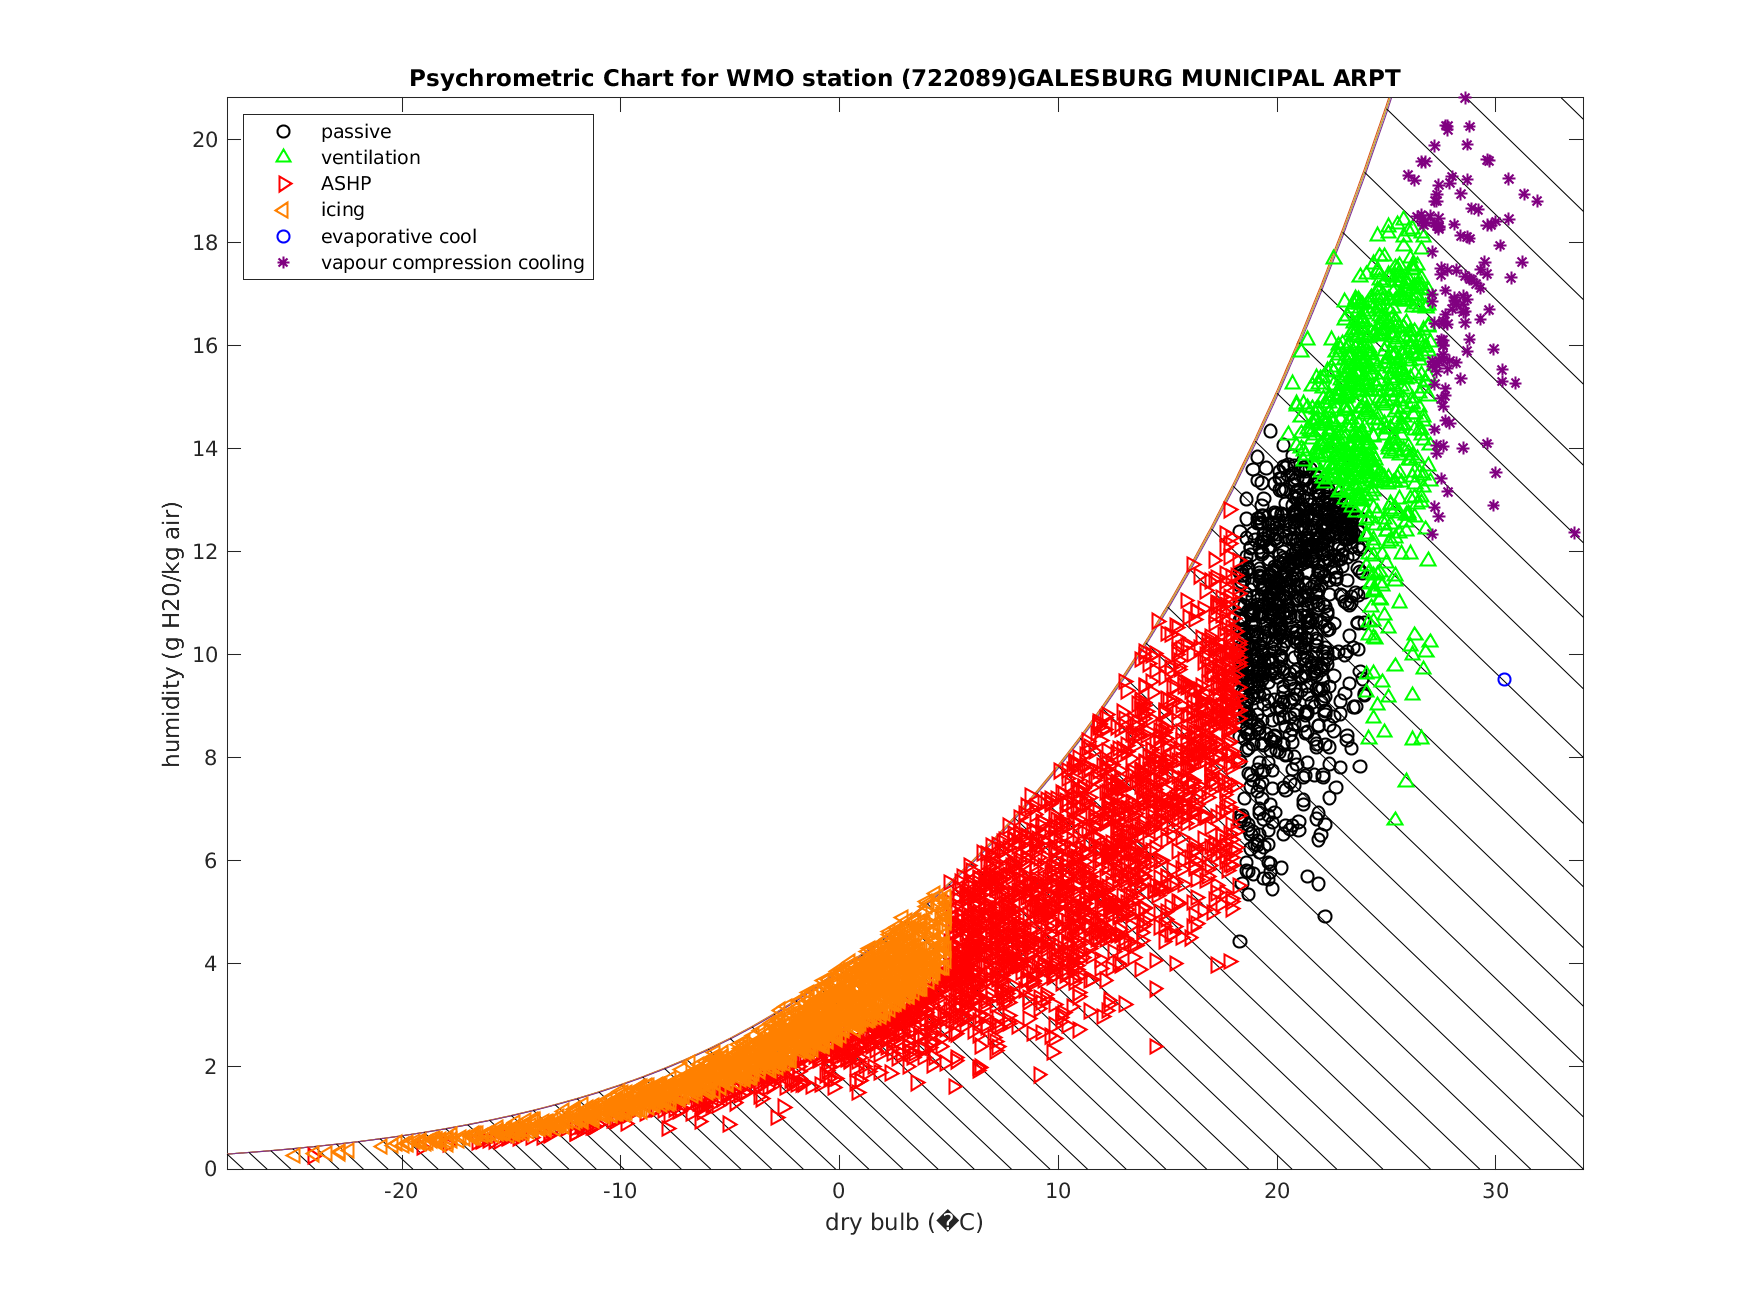 Psychrometric Chart for WMO station (722089)GALESBURG MUNICIPAL ARPT
passive
ventilation
ASHP
icing
evaporative cool
vapour compression cooling
20
18
16
14
12
10
8
6
4
2
0
humidity (g H20/kg air)
-20 -10 0 10 20 30
dry bulb (�C)